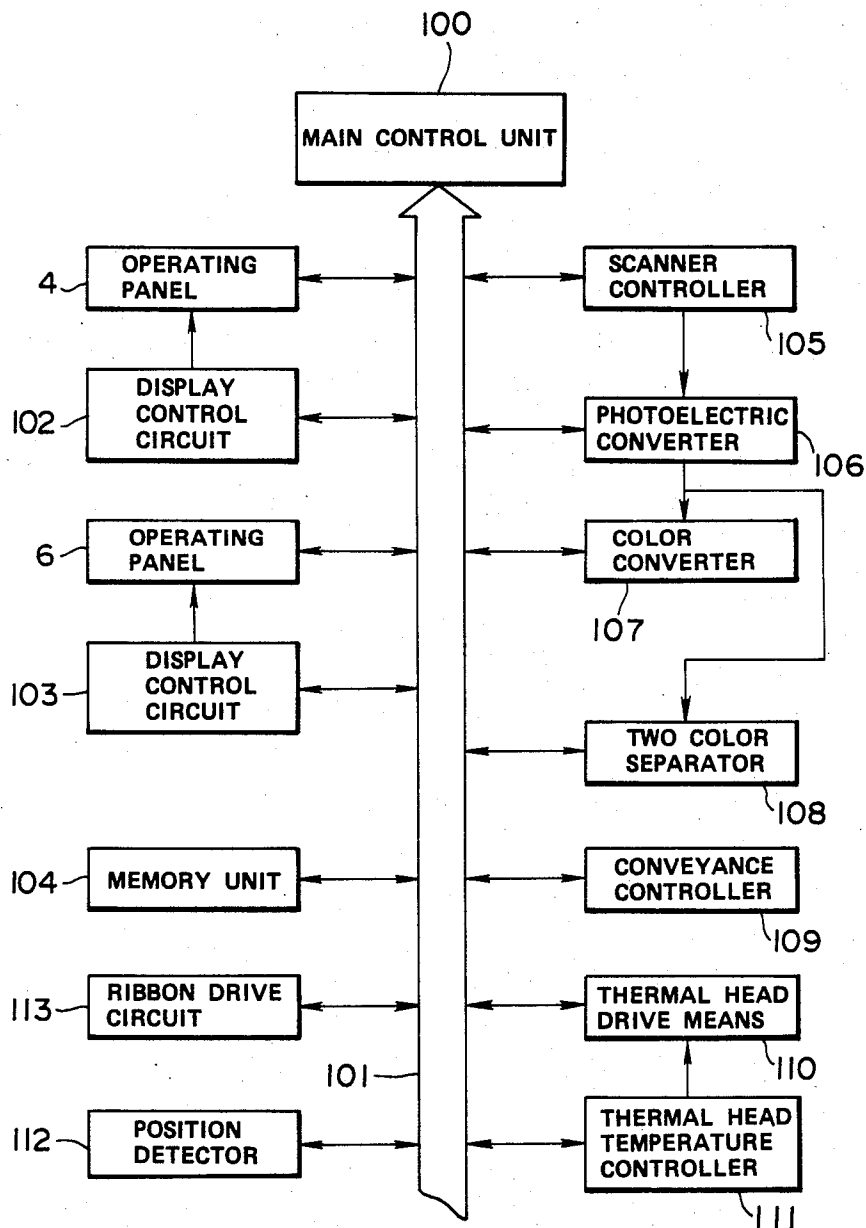 100
MAIN CONTROL UNIT
4
OPERATING
PANEL
SCANNER
CONTROLLER
105
102
DISPLAY
CONTROL
CIRCUIT
PHOTOELECTRIC
CONVERTER
106
6
OPERATING
PANEL
COLOR
CONVERTER
107
103
DISPLAY
CONTROL
CIRCUIT
TWO COLOR
SEPARATOR
108
104
MEMORY UNIT
CONVEYANCE
CONTROLLER
109
113
RIBBON DRIVE
CIRCUIT
THERMAL HEAD
DRIVE MEANS
110
101
112
POSITION
DETECTOR
THERMAL HEAD
TEMPERATURE
CONTROLLER
111